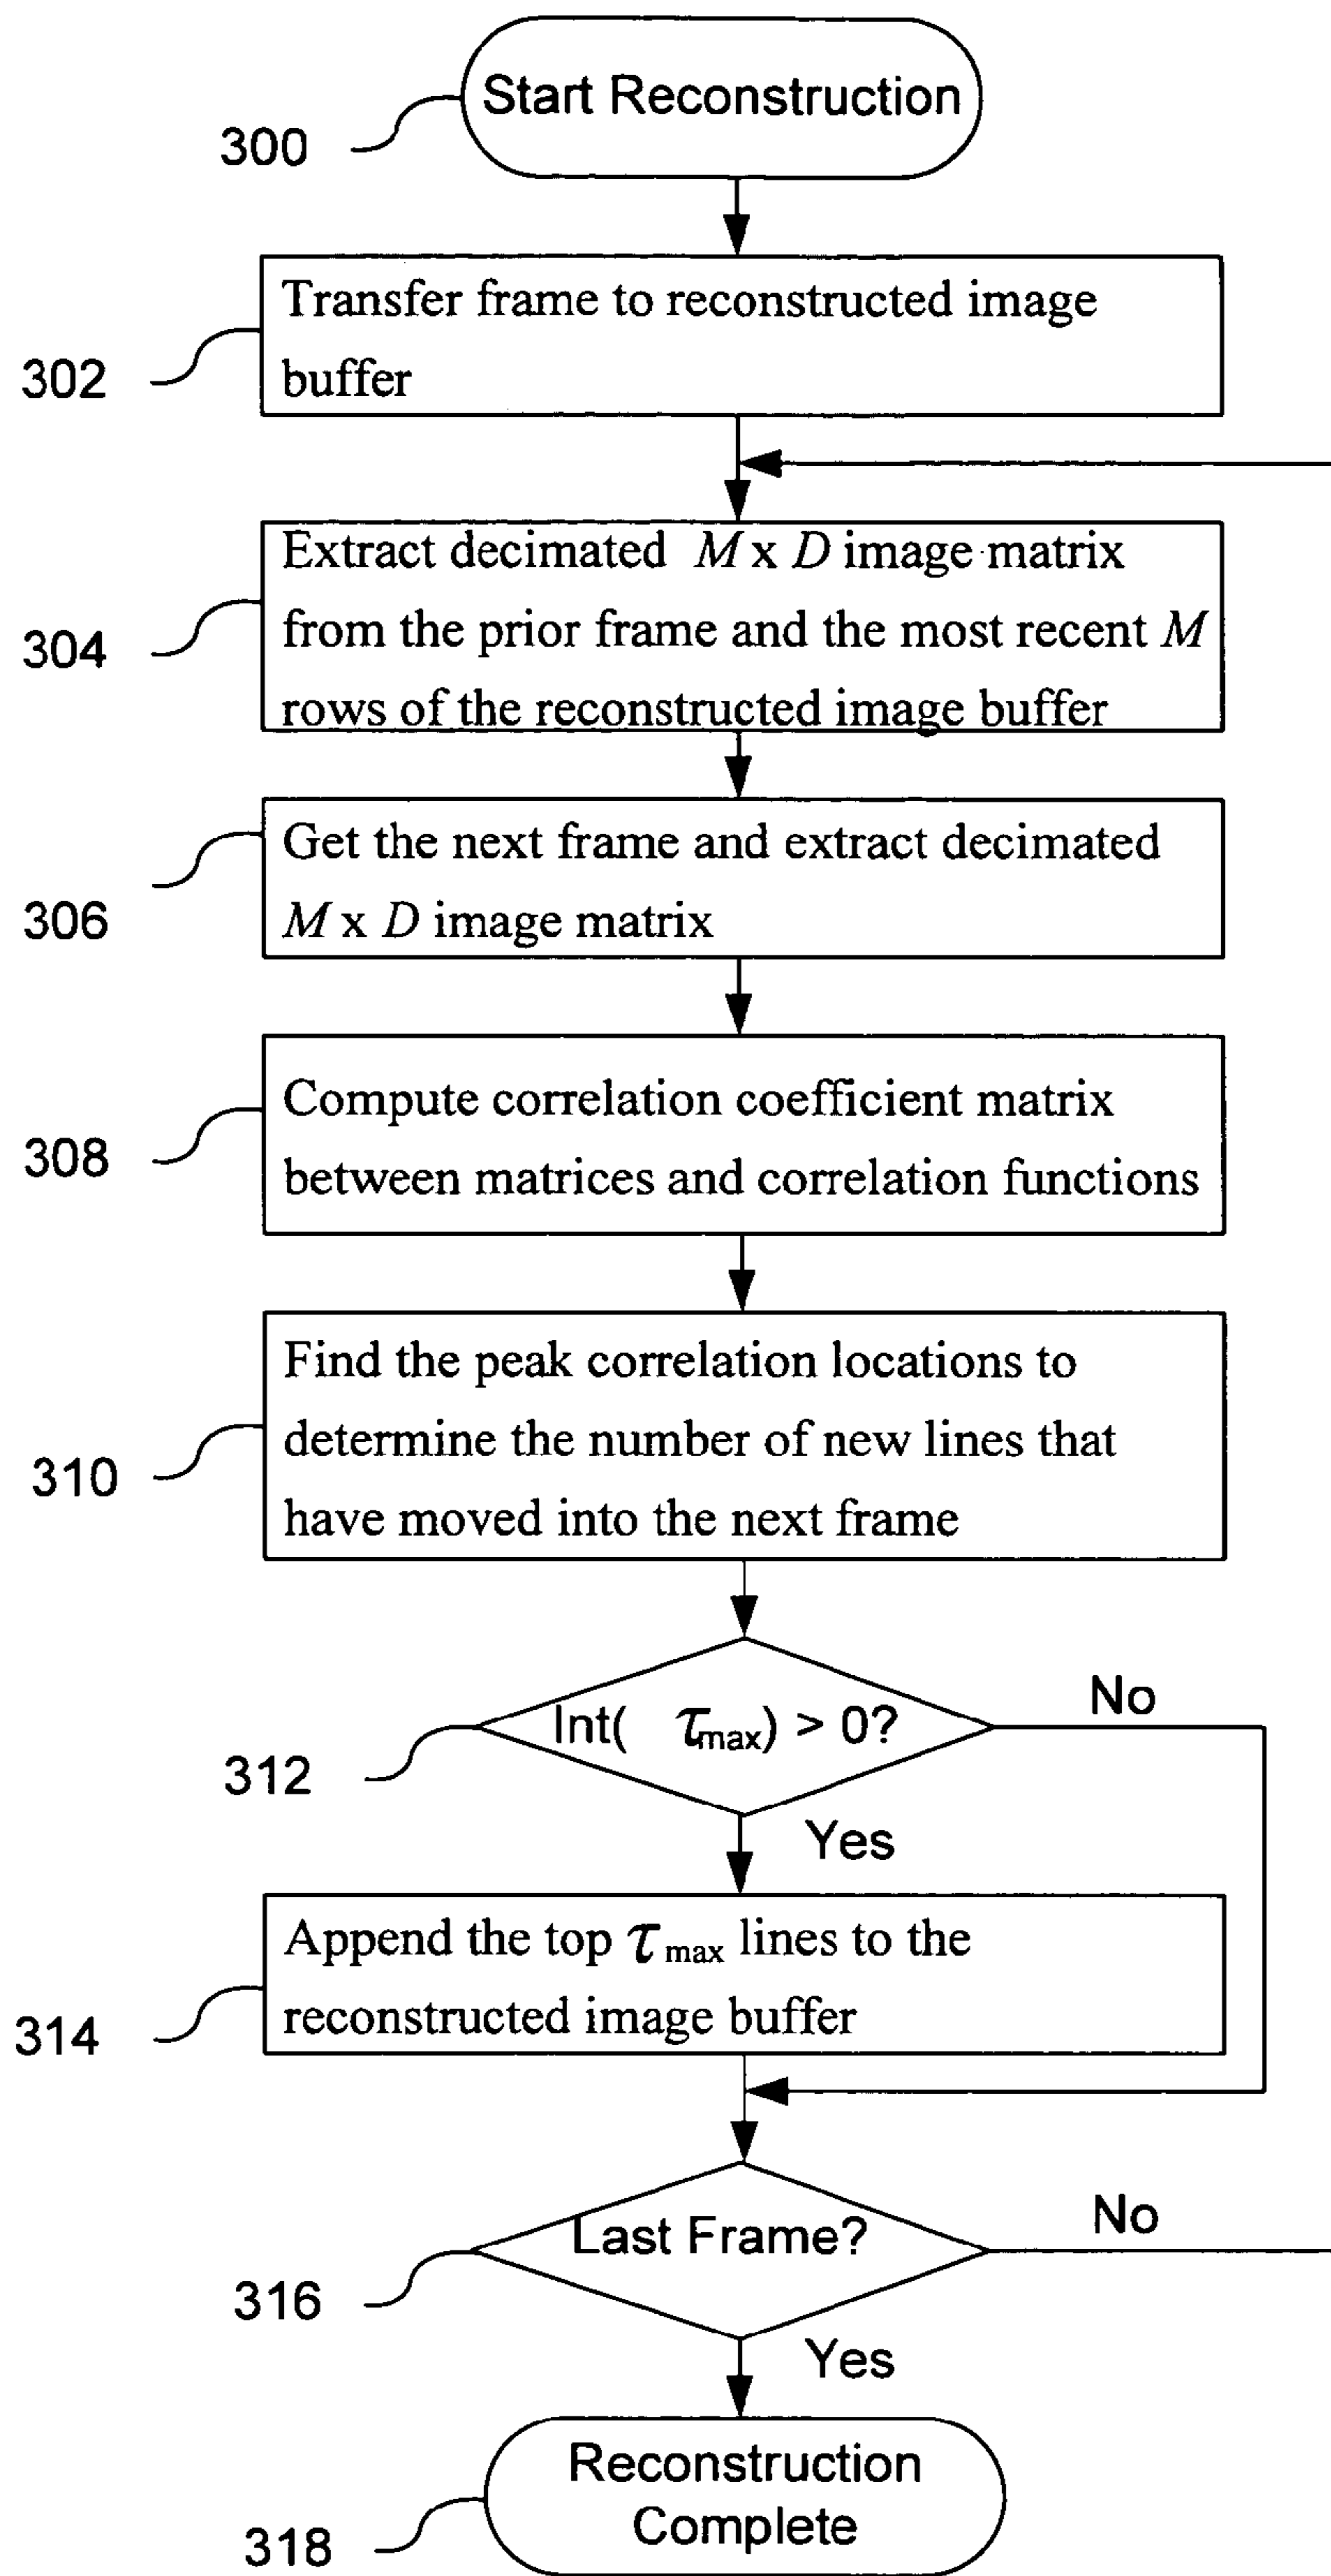 Start Reconstruction
300
Transfer frame to reconstructed image
buffer
302
Extract decimated M x D image matrix
from the prior frame and the most recent M
rows of the reconstructed image buffer
304
Get the next frame and extract decimated
M x D image matrix
306
Compute correlation coefficient matrix
between matrices and correlation functions
308
Find the peak correlation locations to
determine the number of new lines that
have moved into the next frame
310
Int( τmax) > 0?
No
312
Yes
Append the top τmax lines to the
reconstructed image buffer
314
Last Frame?
No
316
Yes
Reconstruction
Complete
318